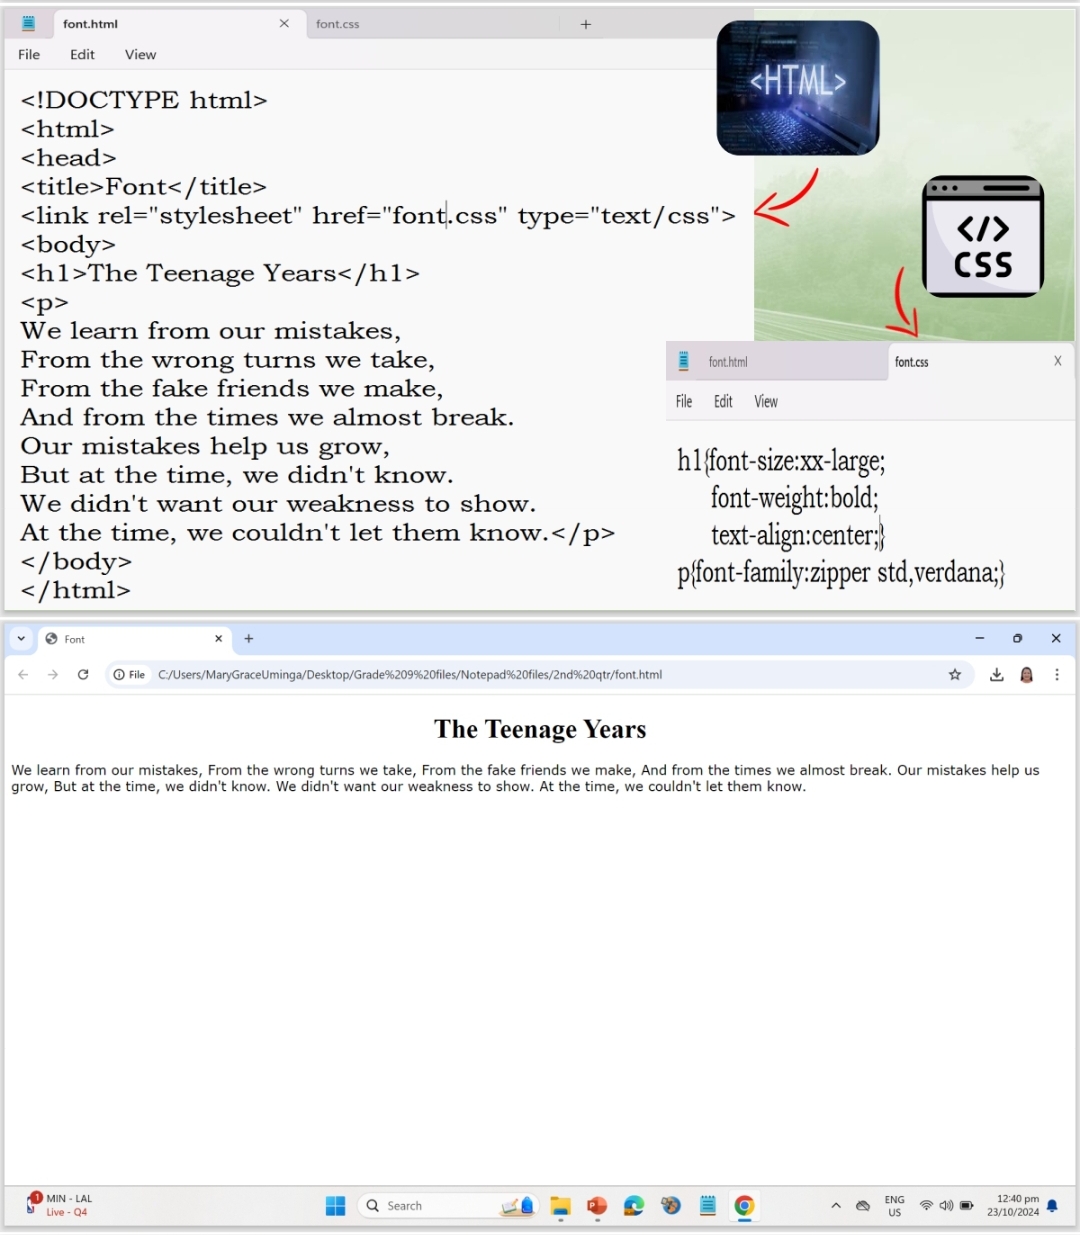 font.html
font.css
File Edit View
<!DOCTYPE html>
<html>
<head>
<title>Font</title>
<link rel="stylesheet" href="font.css" type="text/css">
<body>
<h1>The Teenage Years</h1>
<p>
We learn from our mistakes,
From the wrong turns we take,
From the fake friends we make,
And from the times we almost break.
Our mistakes help us grow,
But at the time, we didn't know.
We didn't want our weakness to show.
At the time, we couldn't let them know.</p>
</body>
</html>
<HTML>
</>
CSS
font.html
font.css
File Edit View
h1{font-size:xx-large;
font-weight:bold;
text-align:center;}
p{font-family:zipper std,verdana;}
Font
File C:/Users/MaryGraceUminga/Desktop/Grade%209%20files/Notepad%20files/2nd%20qtr/font.html
The Teenage Years
We learn from our mistakes, From the wrong turns we take, From the fake friends we make, And from the times we almost break. Our mistakes help us
grow, But at the time, we didn't know. We didn't want our weakness to show. At the time, we couldn't let them know.
1
MIN - LAL
Live - Q4
Search
ENG
US
12:40 pm
23/10/2024